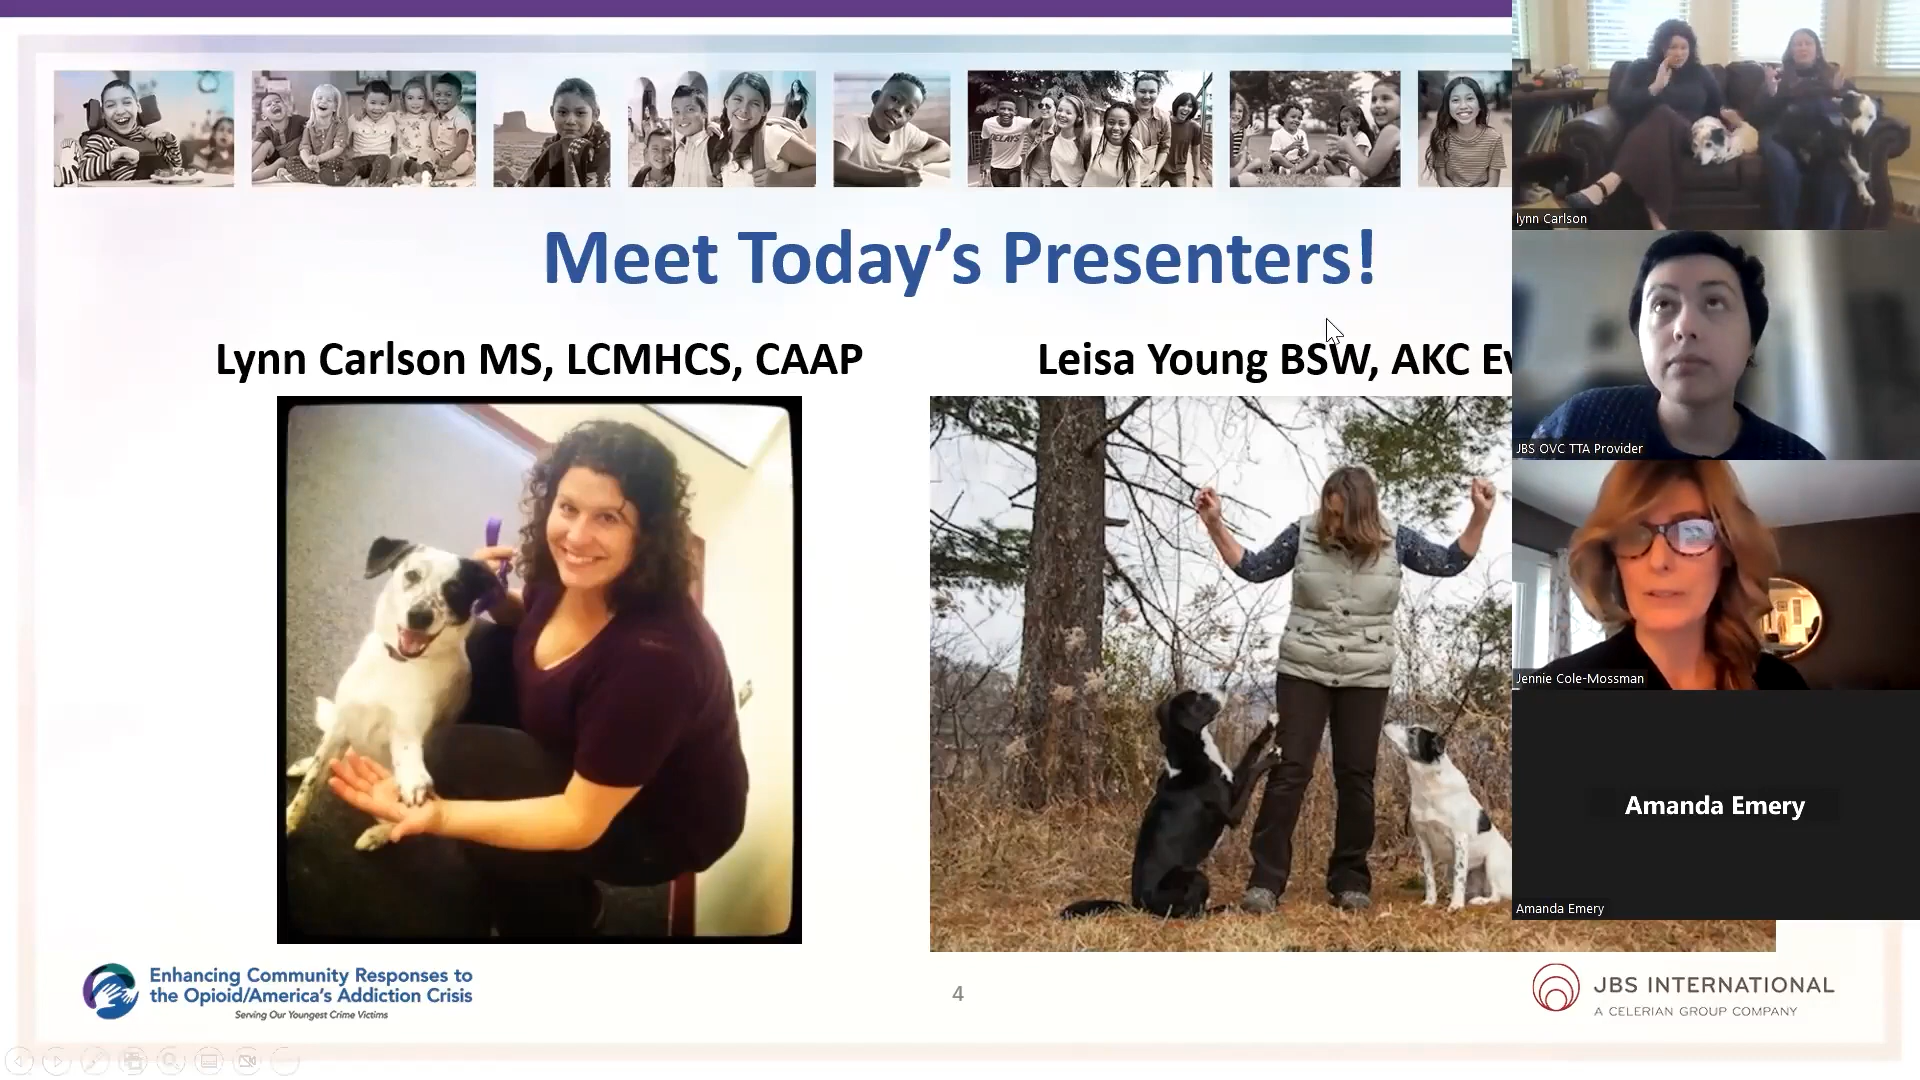 Meet Today's Presenters!
Lynn Carlson MS, LCMHCS, CAAP
Leisa Young BSW, AKC Ev
lynn Carlson
JBS OVC TTA Provider
Jennie Cole-Mossman
Amanda Emery
Amanda Emery
Enhancing Community Responses to
the Opioid/America's Addiction Crisis
Serving Our Youngest Crime Victims
4
JBS INTERNATIONAL
A CELERIAN GROUP COMPANY